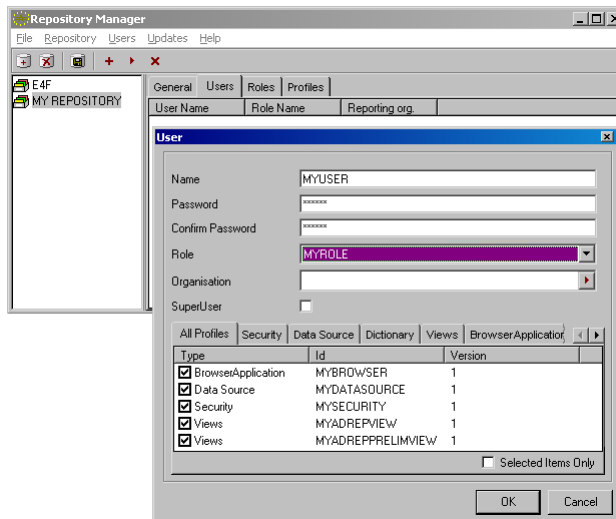 Repository Manager
File Repository Users Updates Help
E4F
MY REPOSITORY
General Users Roles Profiles
User Name Role Name Reporting org.
User
Name MYUSER
Password ××××××
Confirm Password ××××××
Role MYROLE
Organisation
SuperUser
All Profiles Security Data Source Dictionary Views BrowserApplication
Type Id Version
BrowserApplication MYBROWSER 1
Data Source MYDATASOURCE 1
Security MYSECURITY 1
Views MYADREPVIEW 1
Views MYADREPPRELIMVIEW 1
Selected Items Only
OK Cancel